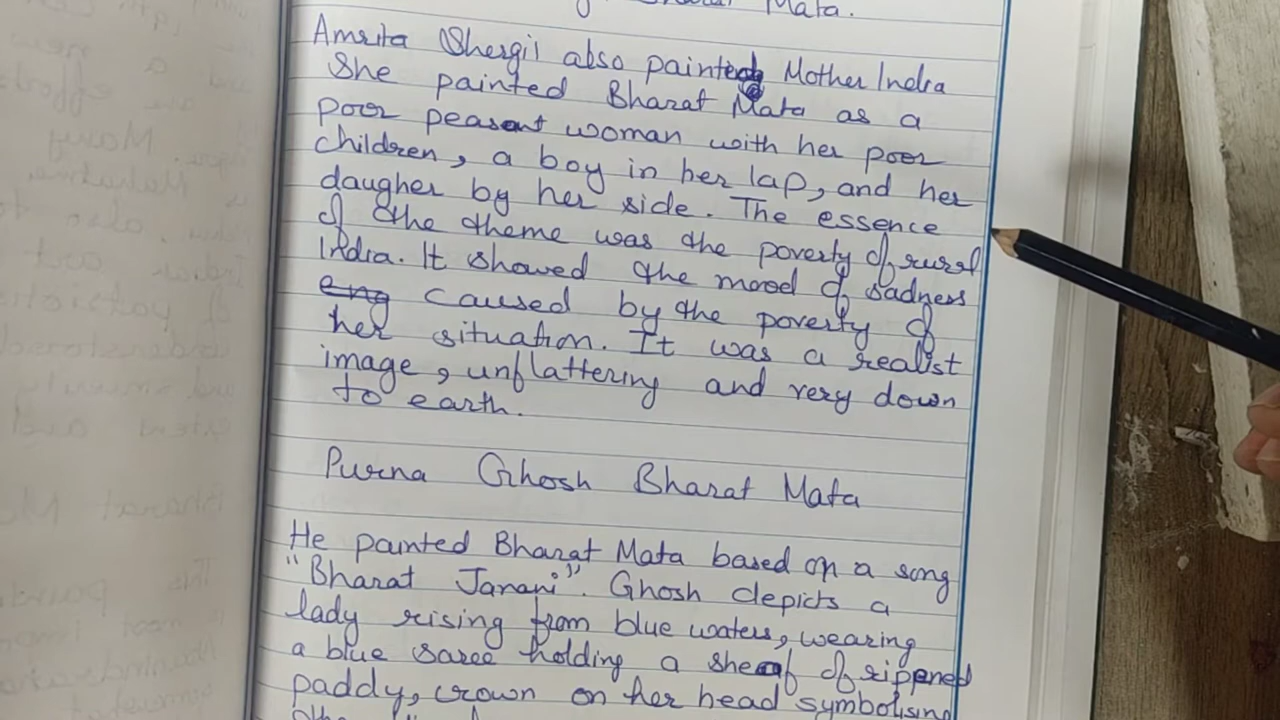 Mata.
Amrita Shergil also painted Mother India
She painted Bharat Mata as a
poor peasant woman with her poor
children, a boy in her lap, and her
daugher by her side. The essence
of the theme was the poverty of rural
India. It showed the mood of sadness
eng caused by the poverty of
her situation. It was a realist
image, unflattering and very down
to earth.
Purna Ghosh Bharat Mata
He painted Bharat Mata based on a song
"Bharat Janani". Ghosh depicts a
lady rising from blue waters, wearing
a blue saree holding a sheaf of rippened
paddy, crown on her head symbolising